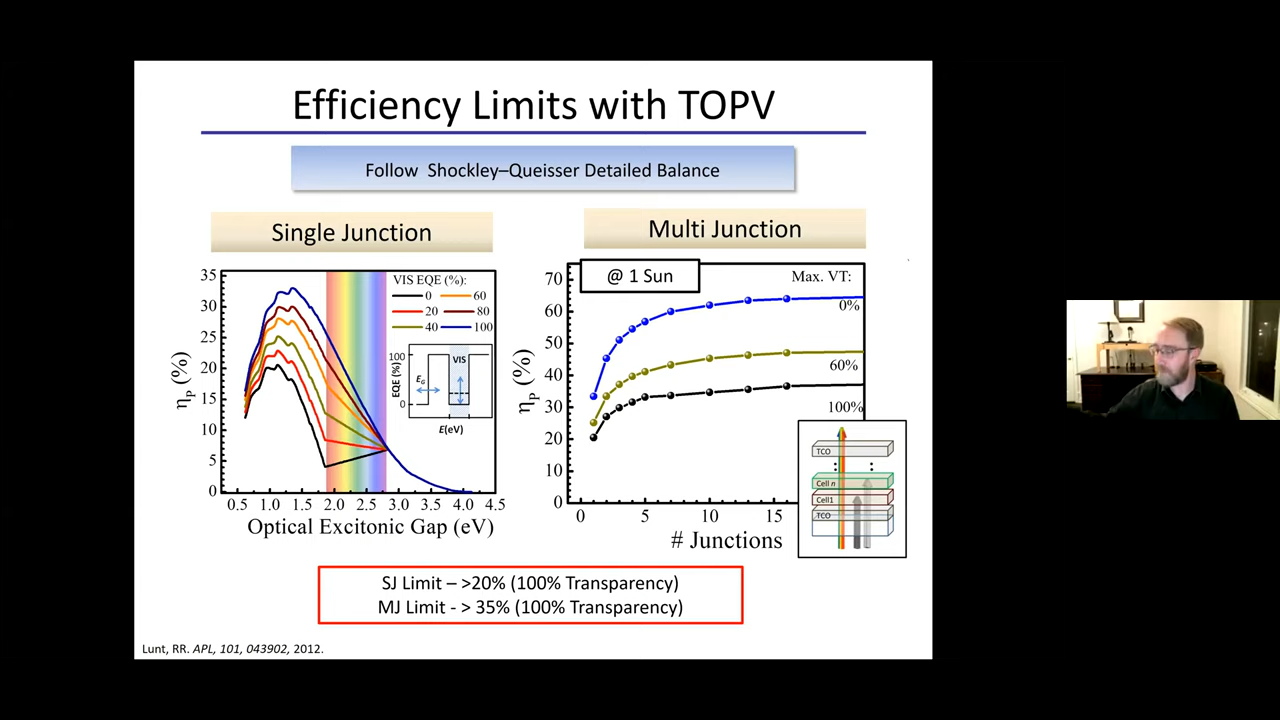 Efficiency Limits with TOPV
Follow Shockley–Queisser Detailed Balance
Single Junction
Multi Junction
35
30
25
20
15
10
5
0
ηp (%)
VIS EQE (%):
0 60
20 80
40 100
EQE (%)
100
0
VIS
EG
E(eV)
0.5 1.0 1.5 2.0 2.5 3.0 3.5 4.0 4.5
Optical Excitonic Gap (eV)
@ 1 Sun
Max. VT:
70
60
50
40
30
20
10
0
ηp (%)
0%
60%
100%
0 5 10 15
# Junctions
TCO
Cell n
Cell1
TCO
SJ Limit – >20% (100% Transparency)
MJ Limit - > 35% (100% Transparency)
Lunt, RR. APL, 101, 043902, 2012.